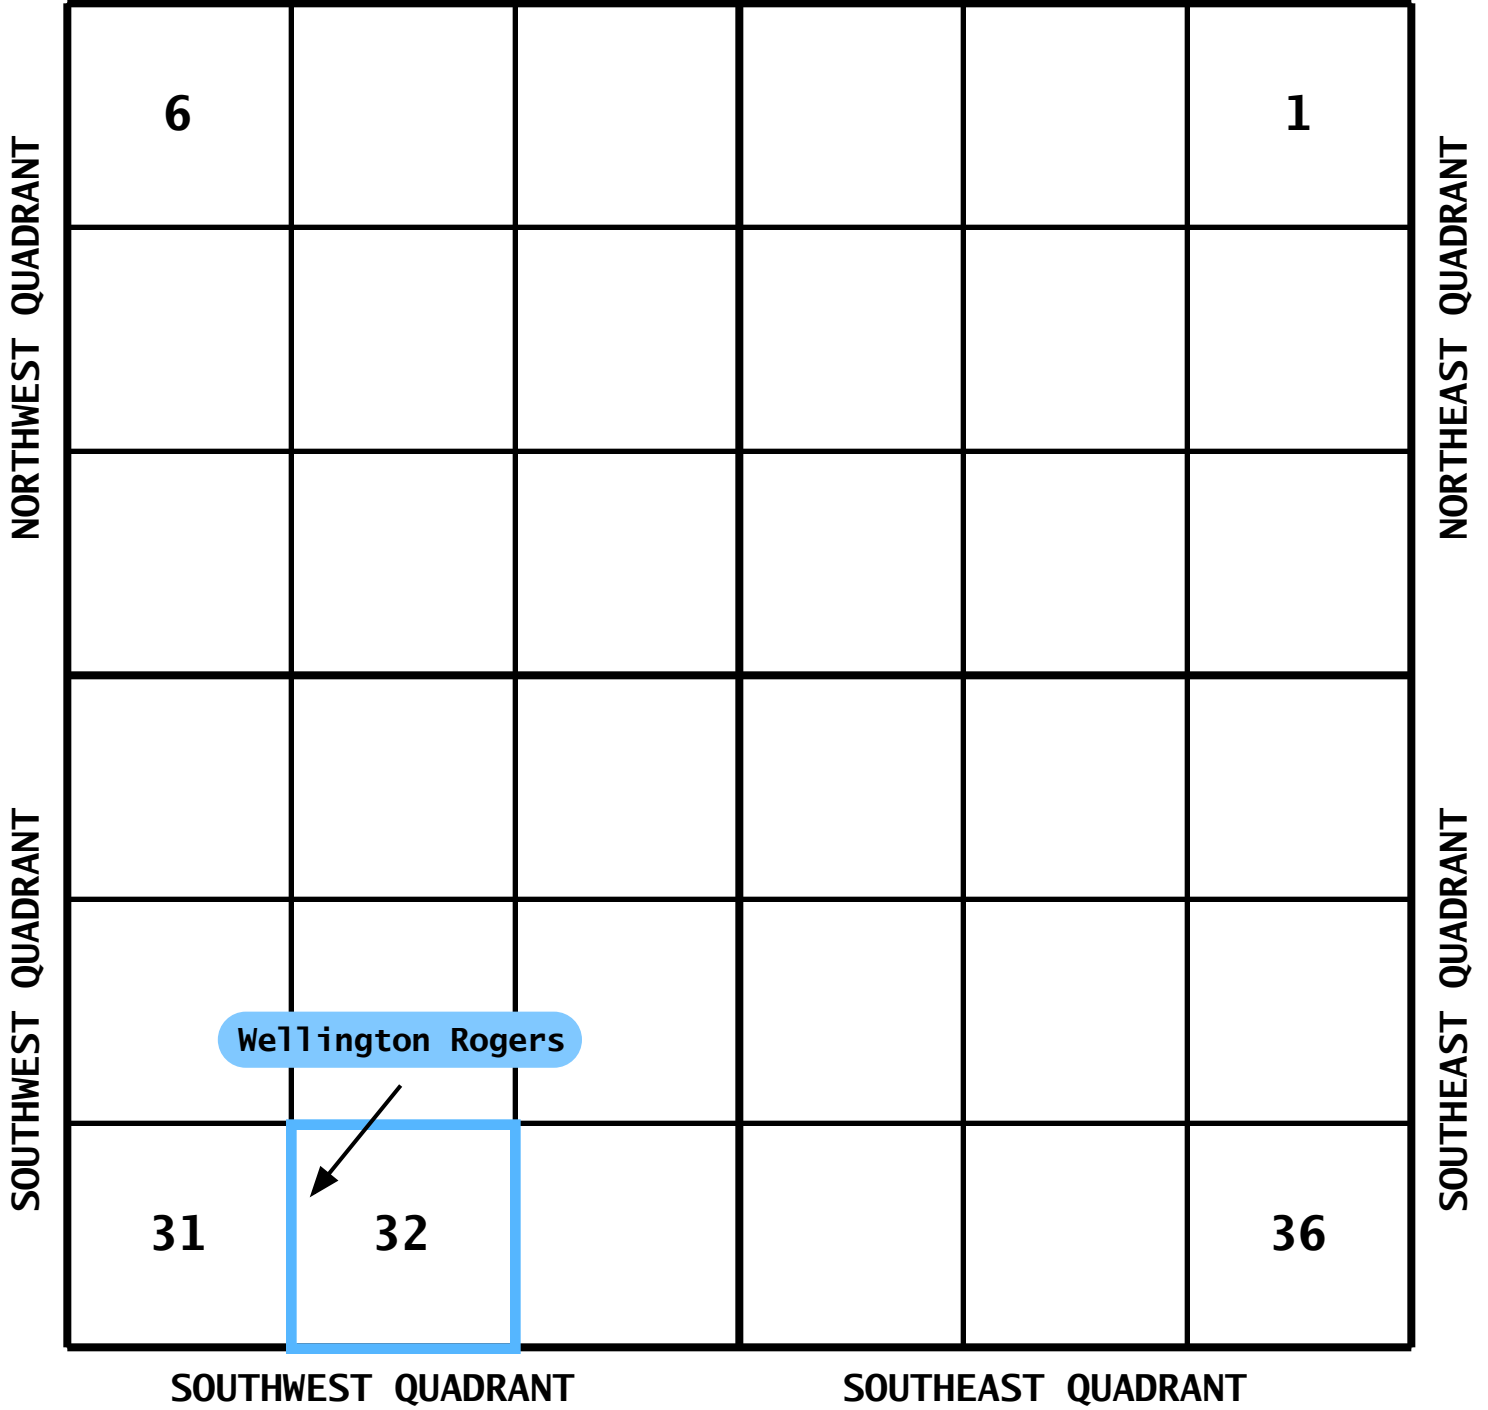 6
1
NORTHWEST QUADRANT
NORTHEAST QUADRANT
SOUTHWEST QUADRANT
SOUTHEAST QUADRANT
Wellington Rogers
31
32
36
SOUTHWEST QUADRANT
SOUTHEAST QUADRANT